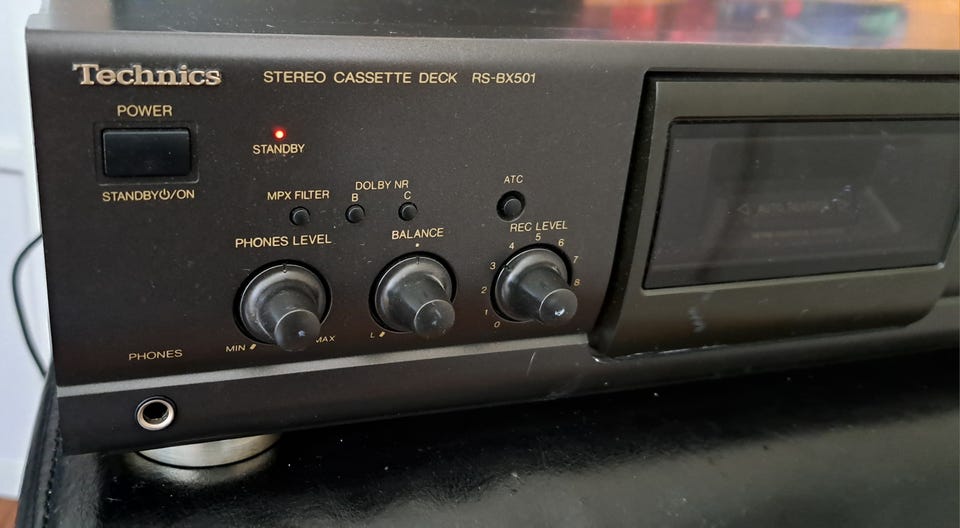 Technics
STEREO CASSETTE DECK RS-BX501
POWER
STANDBY⏻/ON
STANDBY
MPX FILTER
DOLBY NR
B
C
ATC
PHONES LEVEL
MIN
MAX
BALANCE
L
REC LEVEL
0
1
2
3
4
5
6
7
8
PHONES